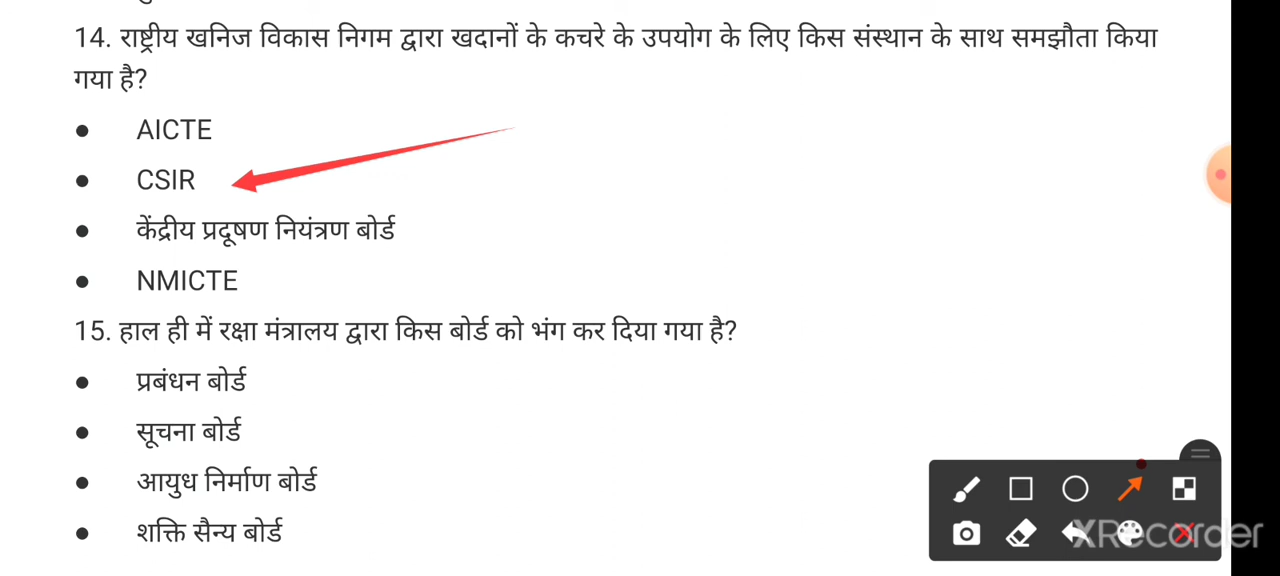 14. राष्ट्रीय खनिज विकास निगम द्वारा खदानों के कचरे के उपयोग के लिए किस संस्थान के साथ समझौता किया
गया है?
● AICTE
● CSIR
● केंद्रीय प्रदूषण नियंत्रण बोर्ड
● NMICTE
15. हाल ही में रक्षा मंत्रालय द्वारा किस बोर्ड को भंग कर दिया गया है?
● प्रबंधन बोर्ड
● सूचना बोर्ड
● आयुध निर्माण बोर्ड
● शक्ति सैन्य बोर्ड
XRecorder